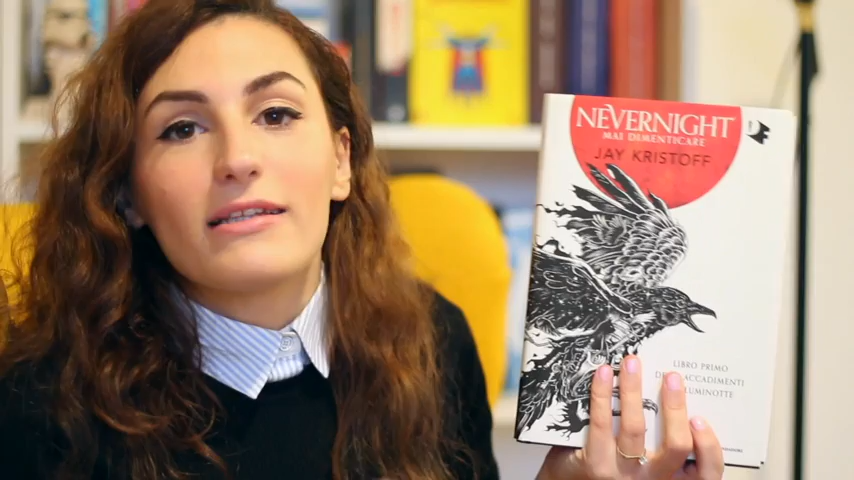 NEVERNIGHT
MAI DIMENTICARE
JAY KRISTOFF
LIBRO PRIMO
ACCADIMENTI